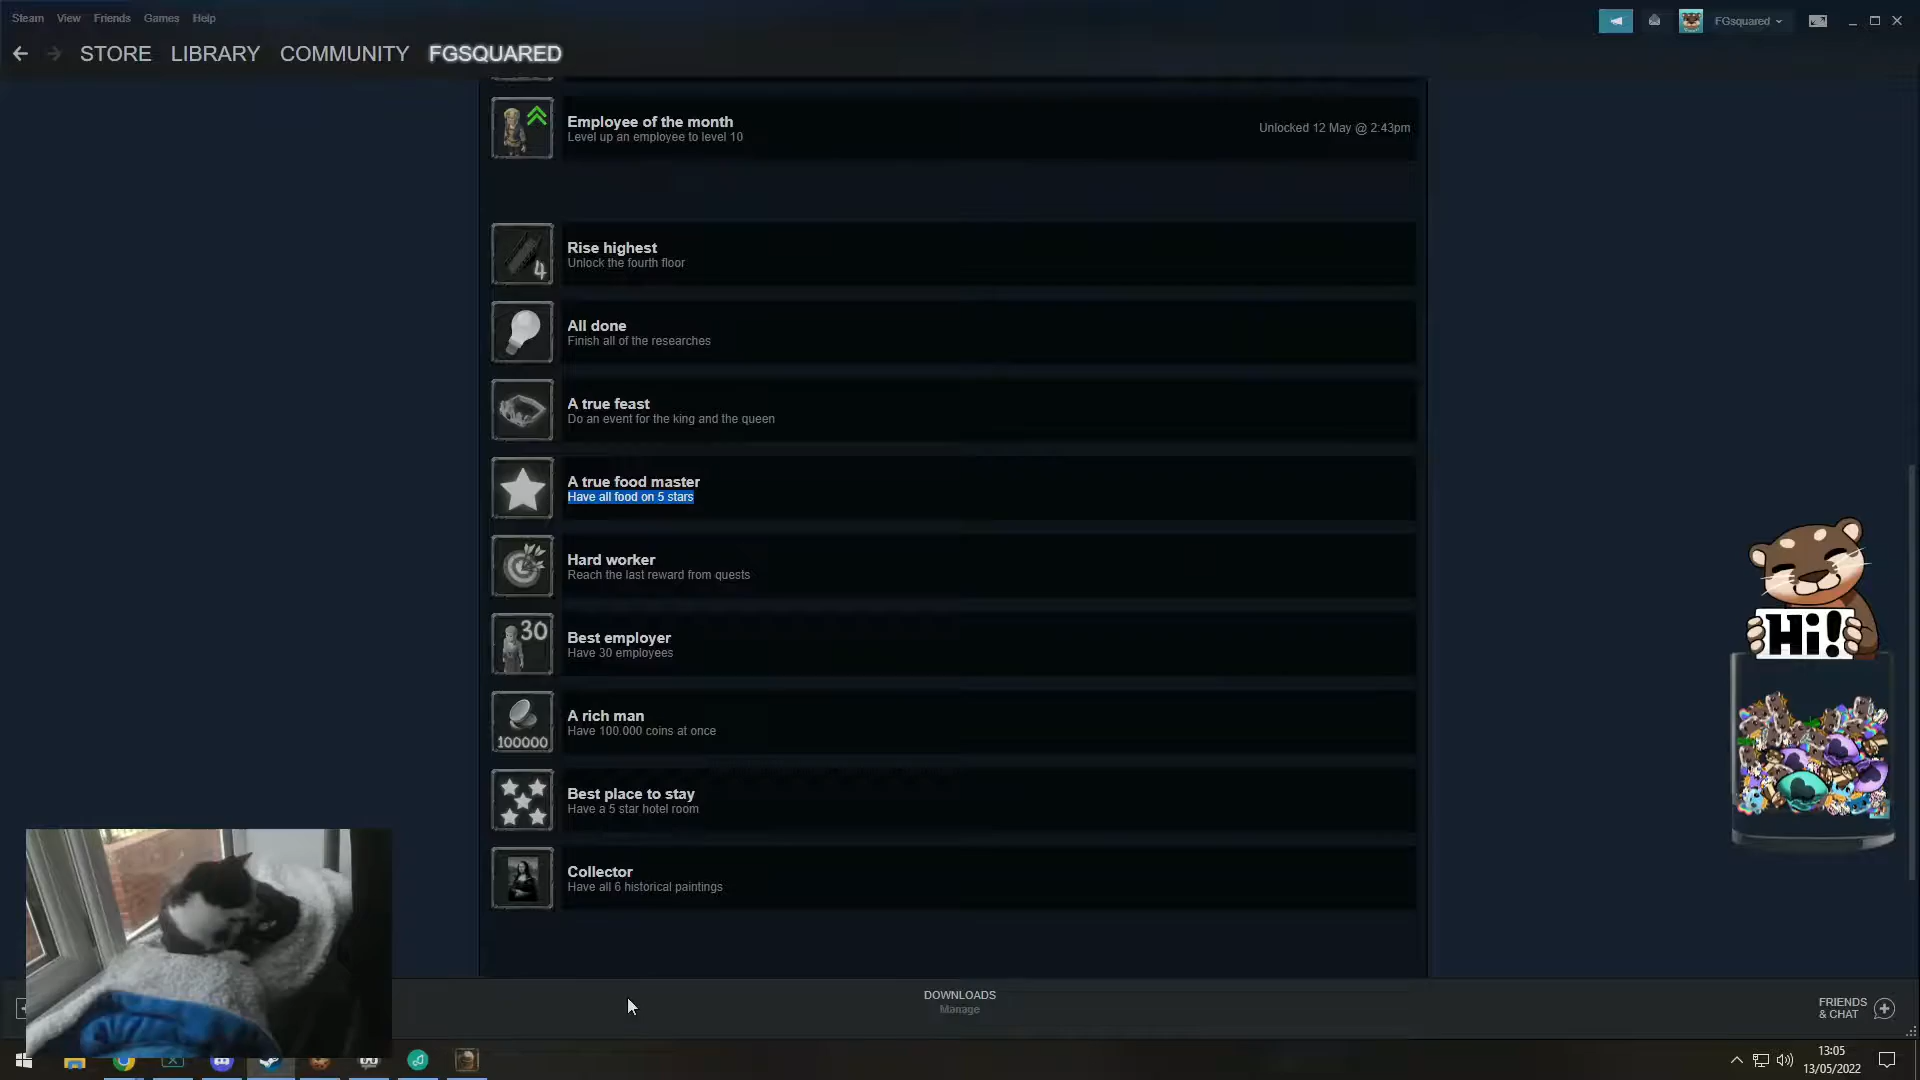 Steam View Friends Games Help
FGsquared
STORE LIBRARY COMMUNITY FGSQUARED
Employee of the month
Level up an employee to level 10
Unlocked 12 May @ 2:43pm
4
Rise highest
Unlock the fourth floor
All done
Finish all of the researches
A true feast
Do an event for the king and the queen
A true food master
Have all food on 5 stars
Hard worker
Reach the last reward from quests
30
Best employer
Have 30 employees
100000
A rich man
Have 100.000 coins at once
Best place to stay
Have a 5 star hotel room
Collector
Have all 6 historical paintings
Hi!
DOWNLOADS
Manage
FRIENDS
& CHAT
13:05
13/05/2022